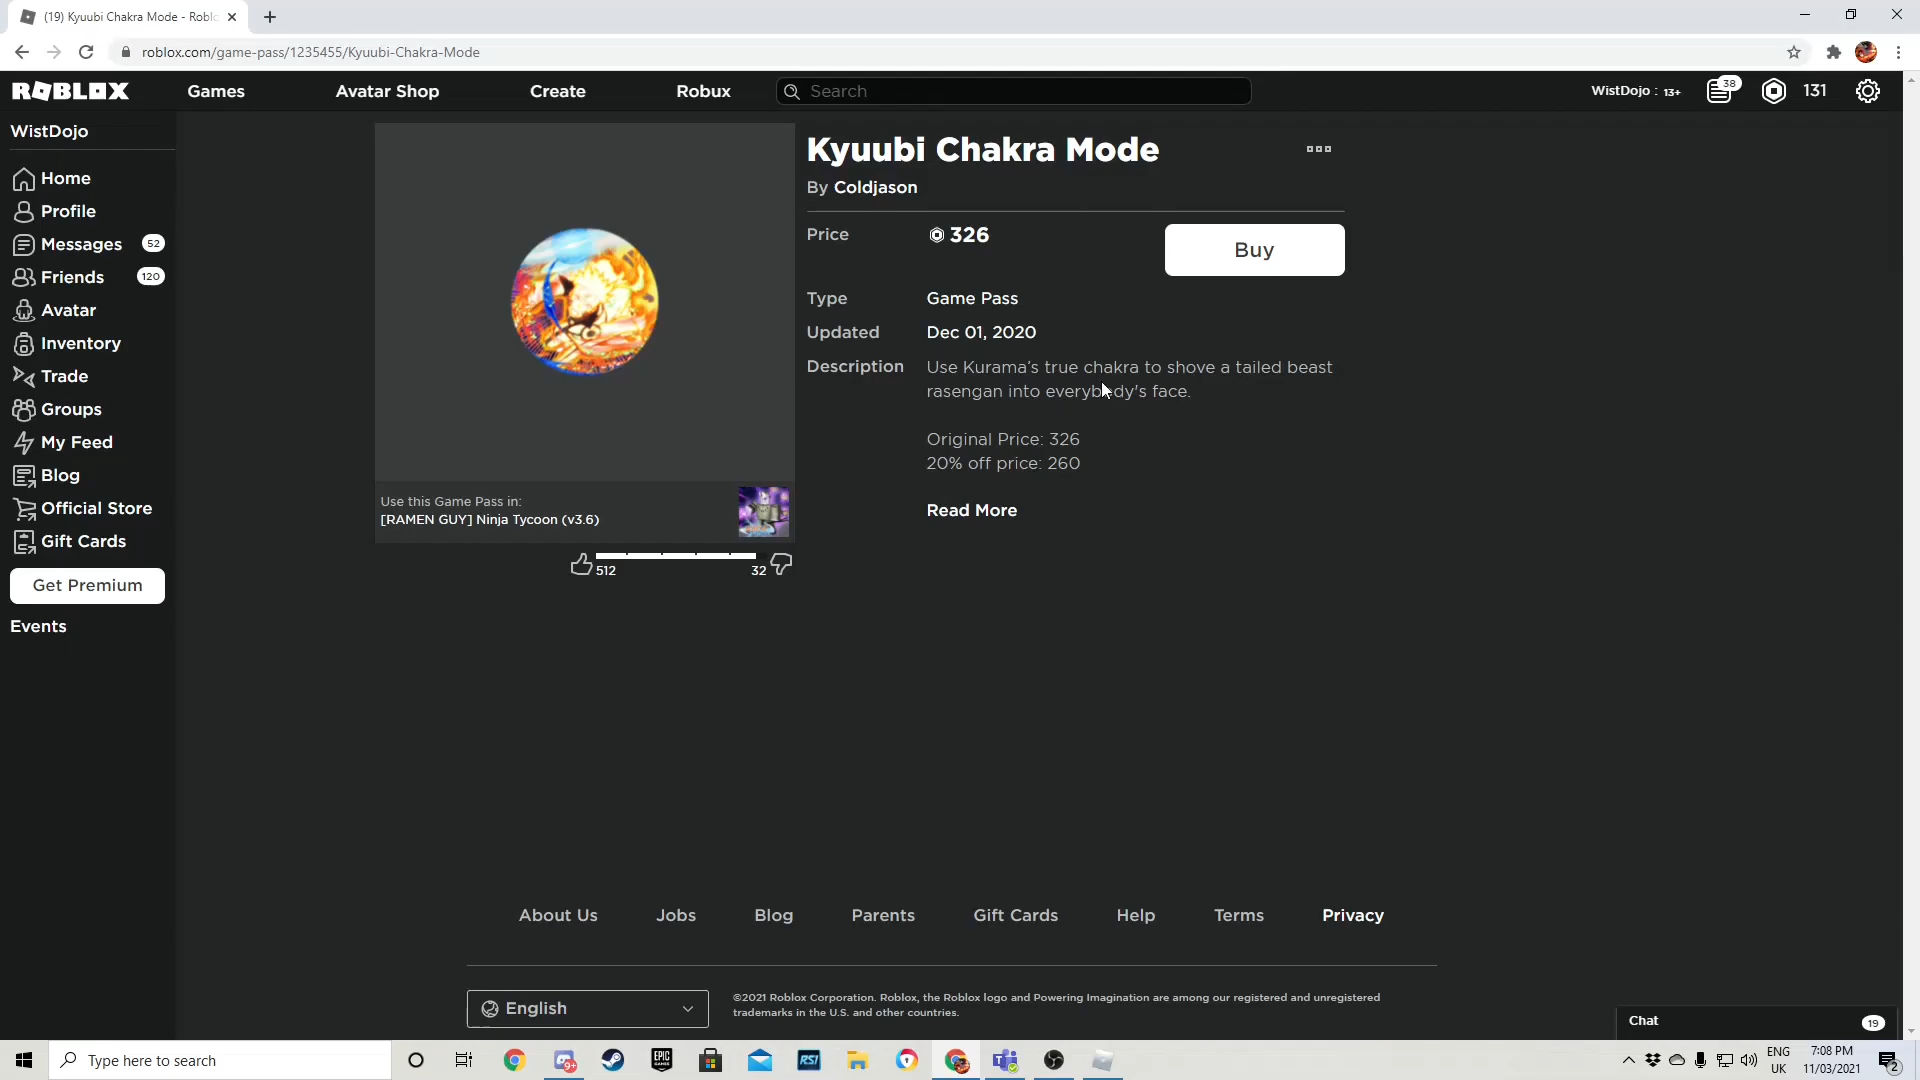 (19) Kyuubi Chakra Mode - Roblo
roblox.com/game-pass/1235455/Kyuubi-Chakra-Mode
ROBLOX
Games
Avatar Shop
Create
Robux
Search
WistDojo : 13+
38
131
WistDojo
Home
Profile
Messages 52
Friends 120
Avatar
Inventory
Trade
Groups
My Feed
Blog
Official Store
Gift Cards
Get Premium
Events
Use this Game Pass in:
[RAMEN GUY] Ninja Tycoon (v3.6)
512
32
Kyuubi Chakra Mode
By Coldjason
Price 326
Buy
Type Game Pass
Updated Dec 01, 2020
Description Use Kurama's true chakra to shove a tailed beast
rasengan into everybody's face.
Original Price: 326
20% off price: 260
Read More
About Us
Jobs
Blog
Parents
Gift Cards
Help
Terms
Privacy
English
©2021 Roblox Corporation. Roblox, the Roblox logo and Powering Imagination are among our registered and unregistered
trademarks in the U.S. and other countries.
Chat 19
Type here to search
9+
EPIC
GAMES
RSI
ENG
UK
7:08 PM
11/03/2021
2